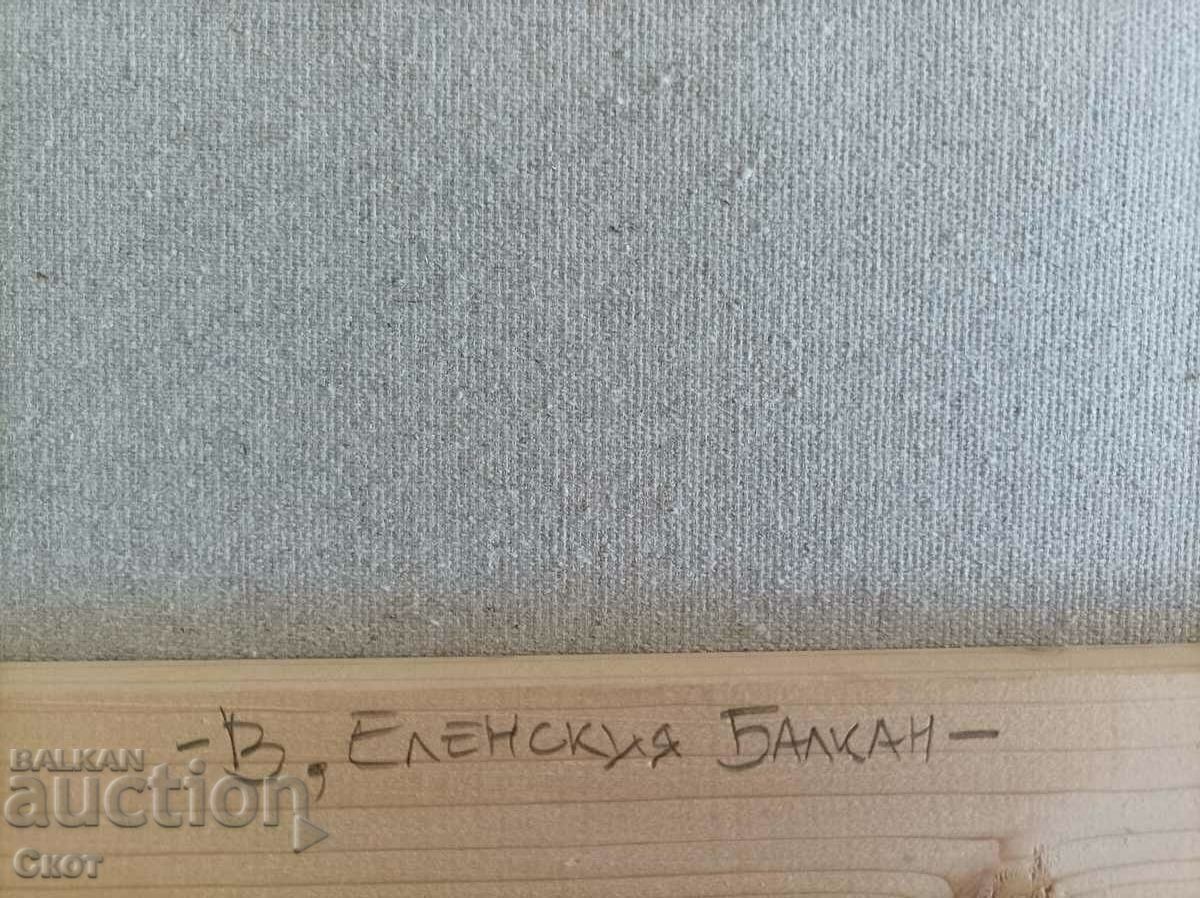 - В, ЕЛЕНСКИЯ БАЛКАН -
BALKAN
auction
Скот